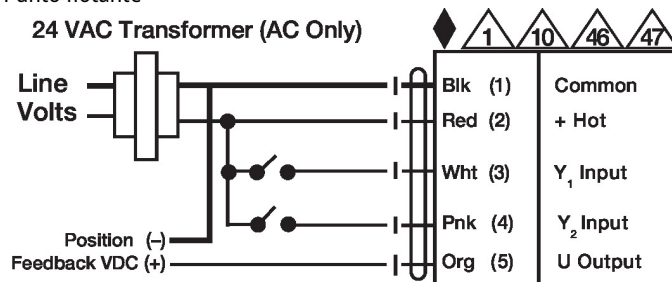 Punto flotante
24 VAC Transformer (AC Only)
1 10 46 47
Line Volts
Blk (1) Common
Red (2) + Hot
Wht (3) Y1 Input
Pnk (4) Y2 Input
Position (–)
Feedback VDC (+)
Org (5) U Output